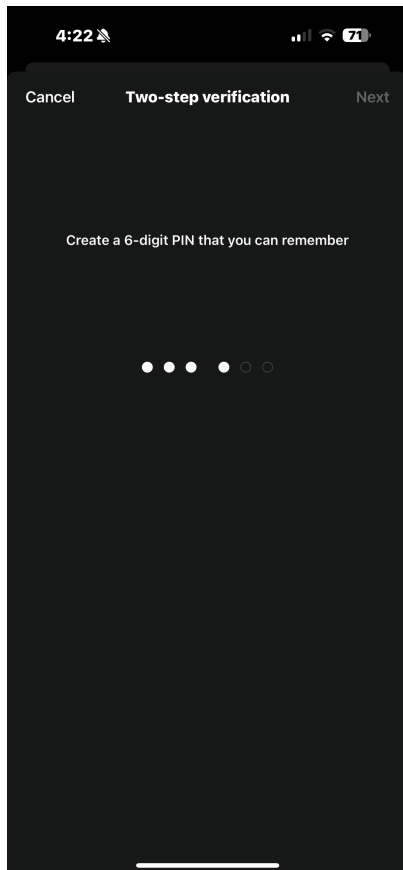 4:22
71
Cancel
Two-step verification
Next
Create a 6-digit PIN that you can remember